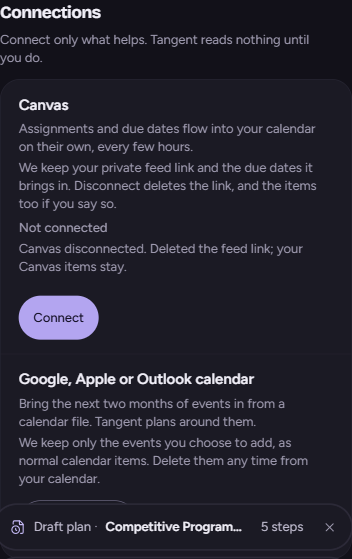 Connections
Connect only what helps. Tangent reads nothing until
you do.
Canvas
Assignments and due dates flow into your calendar
on their own, every few hours.
We keep your private feed link and the due dates it
brings in. Disconnect deletes the link, and the items
too if you say so.
Not connected
Canvas disconnected. Deleted the feed link; your
Canvas items stay.
Connect
Google, Apple or Outlook calendar
Bring the next two months of events in from a
calendar file. Tangent plans around them.
We keep only the events you choose to add, as
normal calendar items. Delete them any time from
your calendar.
Draft plan · Competitive Program... 5 steps